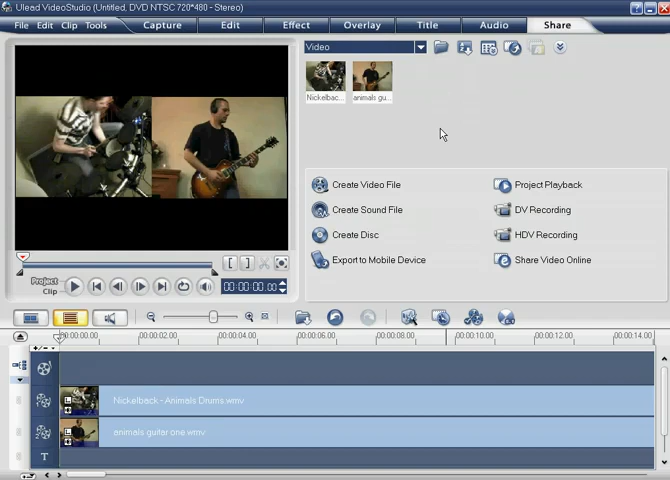 Ulead VideoStudio (Untitled, DVD NTSC 720*480 - Stereo)
File Edit Clip Tools
Capture Edit Effect Overlay Title Audio Share
Video
Nickelbac... animals gu...
Create Video File Project Playback
Create Sound File DV Recording
Create Disc HDV Recording
Export to Mobile Device Share Video Online
Project
Clip
00:00:00.00
00:00:00.00 00:00:02.00 00:00:04.00 00:00:06.00 00:00:08.00 00:00:10.00 00:00:12.00 00:00:14.00
Nickelback - Animals Drums.wmv
animals guitar one.wmv
T